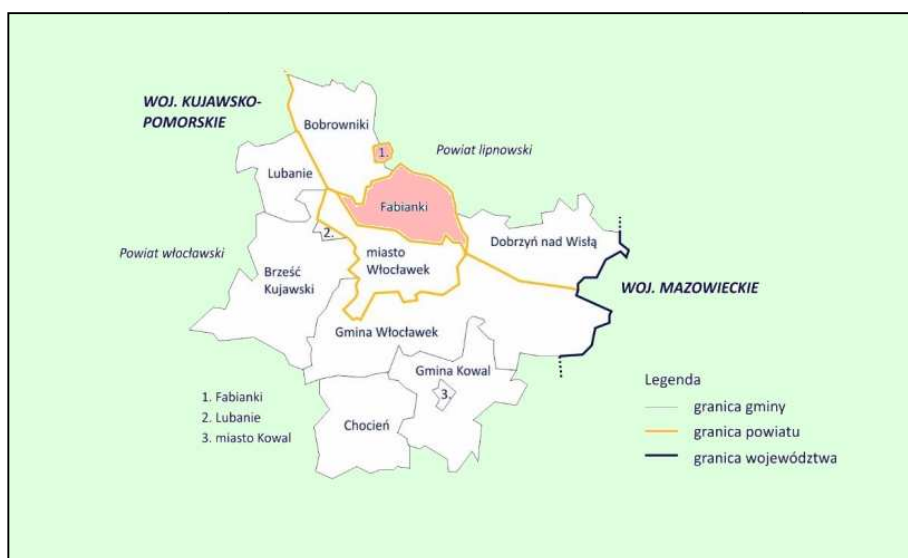 WOJ. KUJAWSKO-
POMORSKIE
Bobrowniki
1.
Powiat lipnowski
Lubanie
Fabianki
2.
Dobrzyń nad Wisłą
Powiat włocławski
miasto
Włocławek
Brześć
Kujawski
WOJ. MAZOWIECKIE
Gmina Włocławek
Gmina Kowal
3.
Chocień
1. Fabianki
2. Lubanie
3. miasto Kowal
Legenda
granica gminy
granica powiatu
granica województwa